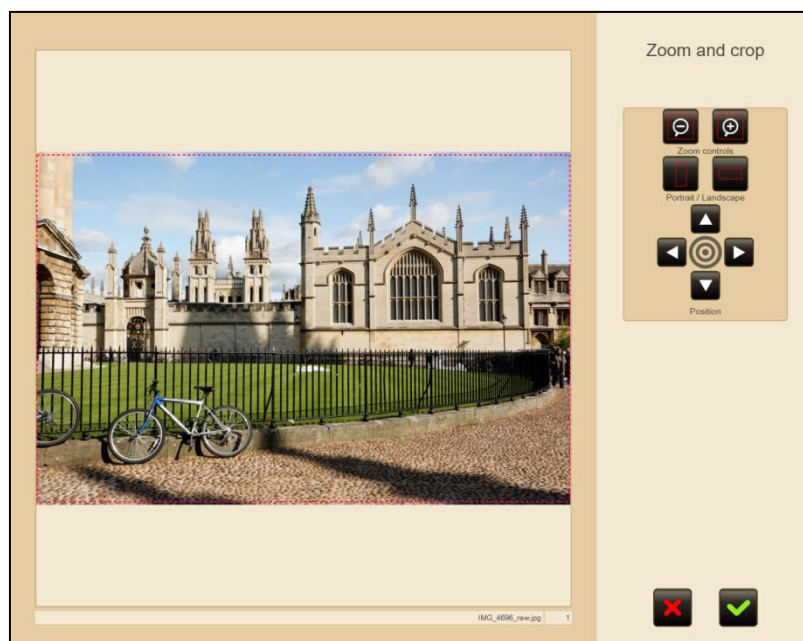 Zoom and crop
Zoom controls
Portrait / Landscape
Position
IMG_4696_raw.jpg 1